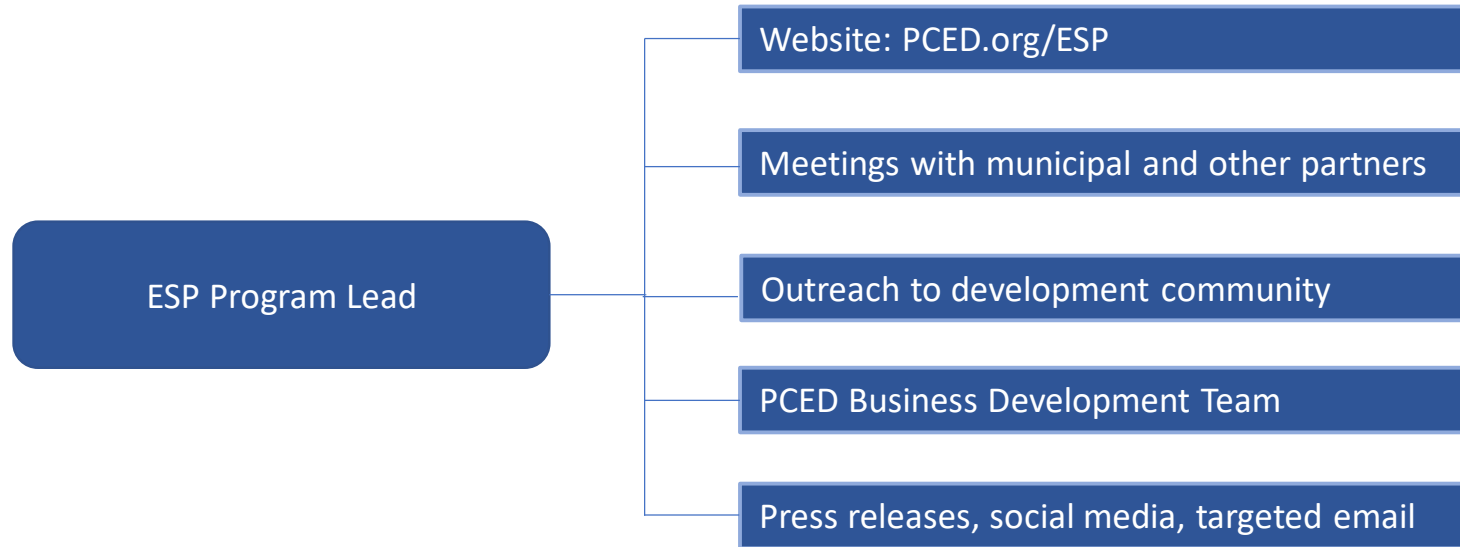 Website: PCED.org/ESP
Meetings with municipal and other partners
ESP Program Lead
Outreach to development community
PCED Business Development Team
Press releases, social media, targeted email